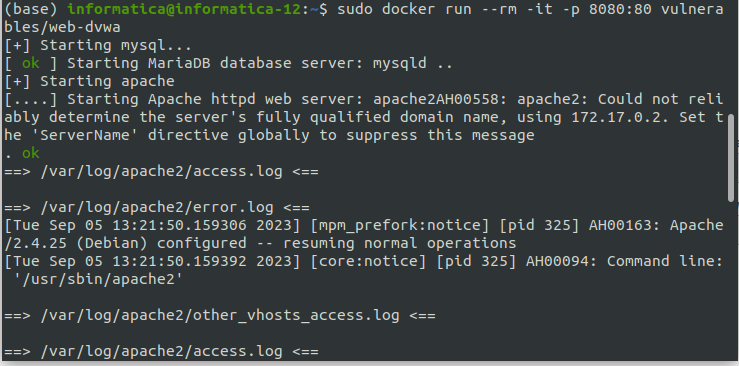 (base) informatica@informatica-12:~$ sudo docker run --rm -it -p 8080:80 vulnera
bles/web-dvwa
[+] Starting mysql...
[ ok ] Starting MariaDB database server: mysqld ..
[+] Starting apache
[....] Starting Apache httpd web server: apache2AH00558: apache2: Could not reli
ably determine the server's fully qualified domain name, using 172.17.0.2. Set t
he 'ServerName' directive globally to suppress this message
. ok
==> /var/log/apache2/access.log <==
==> /var/log/apache2/error.log <==
[Tue Sep 05 13:21:50.159306 2023] [mpm_prefork:notice] [pid 325] AH00163: Apache
/2.4.25 (Debian) configured -- resuming normal operations
[Tue Sep 05 13:21:50.159392 2023] [core:notice] [pid 325] AH00094: Command line:
 '/usr/sbin/apache2'
==> /var/log/apache2/other_vhosts_access.log <==
==> /var/log/apache2/access.log <==